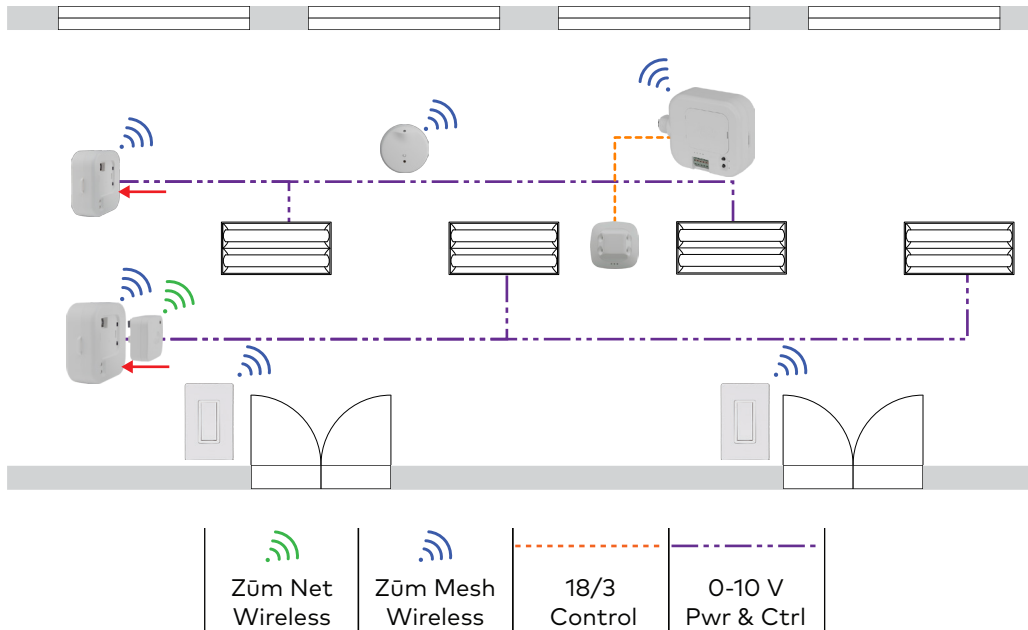 Zūm Net
Wireless
Zūm Mesh
Wireless
18/3
Control
0-10 V
Pwr & Ctrl